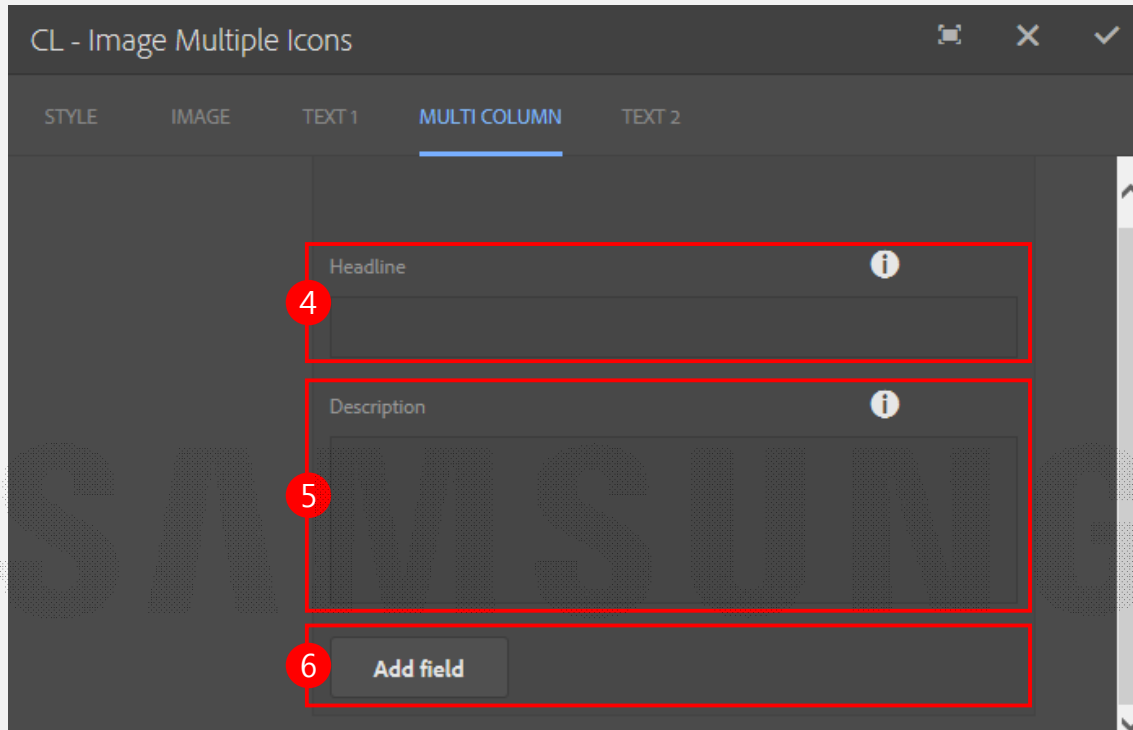 CL - Image Multiple Icons
STYLE IMAGE TEXT 1 MULTI COLUMN TEXT 2
Headline
4
Description
5
6 Add field
SAMSUNG